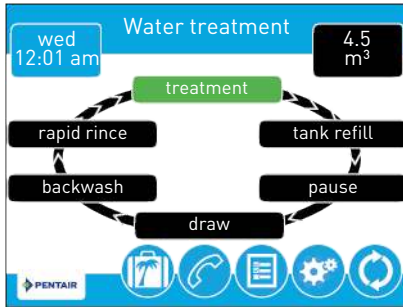 Water treatment
wed
12:01 am
4.5
m³
treatment
rapid rince
tank refill
backwash
pause
draw
PENTAIR